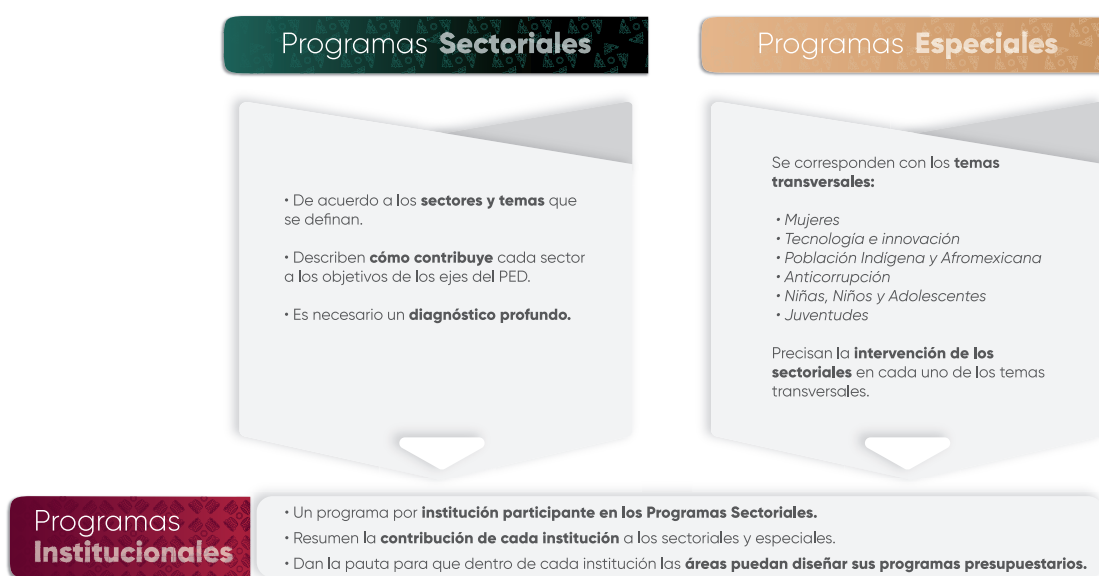 Programas Sectoriales
• De acuerdo a los sectores y temas que
se definan.
• Describen cómo contribuye cada sector
a los objetivos de los ejes del PED.
• Es necesario un diagnóstico profundo.
Programas Especiales
Se corresponden con los temas
transversales:
• Mujeres
• Tecnología e innovación
• Población Indígena y Afromexicana
• Anticorrupción
• Niñas, Niños y Adolescentes
• Juventudes
Precisan la intervención de los
sectoriales en cada uno de los temas
transversales.
Programas
Institucionales
• Un programa por institución participante en los Programas Sectoriales.
• Resumen la contribución de cada institución a los sectoriales y especiales.
• Dan la pauta para que dentro de cada institución las áreas puedan diseñar sus programas presupuestarios.